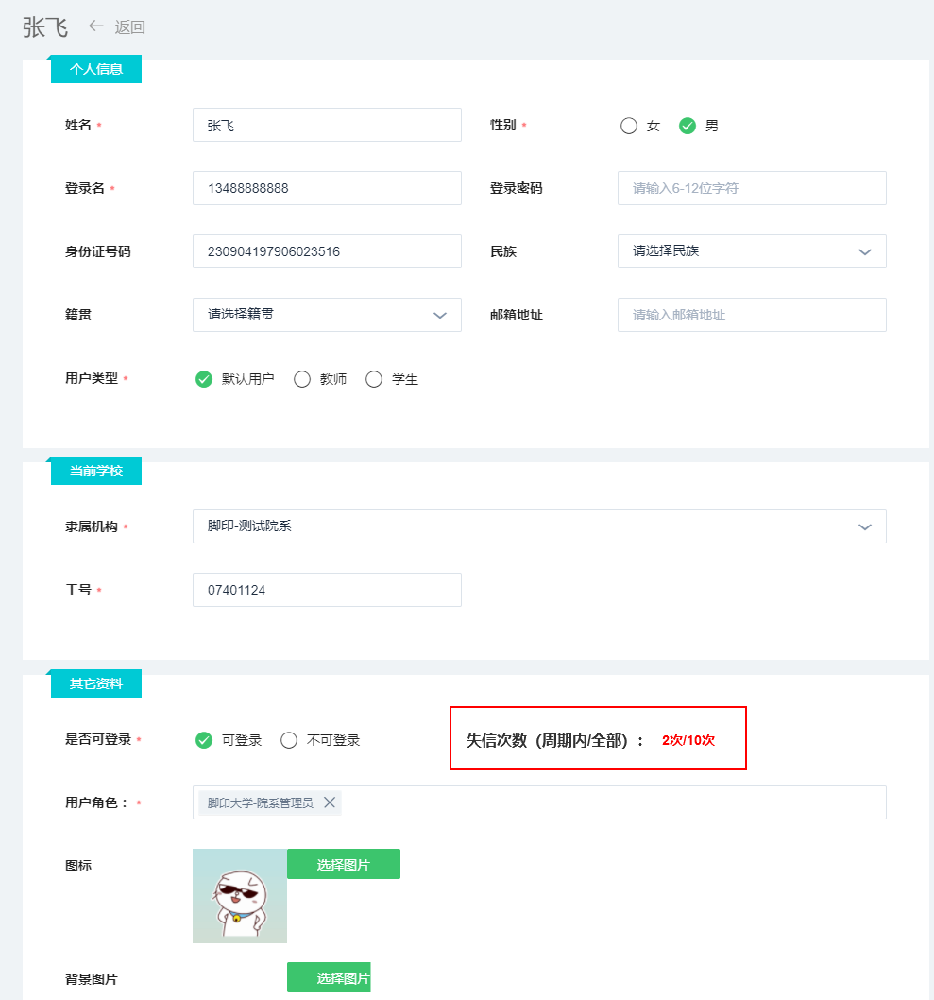 张飞 返回
个人信息
姓名 * 张飞 性别 * 女 男
登录名 * 13488888888 登录密码 请输入6-12位字符
身份证号码 230904197906023516 民族 请选择民族
籍贯 请选择籍贯 邮箱地址 请输入邮箱地址
用户类型 * 默认用户 教师 学生
当前学校
隶属机构 * 脚印-测试院系
工号 * 07401124
其它资料
是否可登录 * 可登录 不可登录 失信次数（周期内/全部）： 2次/10次
用户角色： * 脚印大学-院系管理员
图标 选择图片
背景图片 选择图片